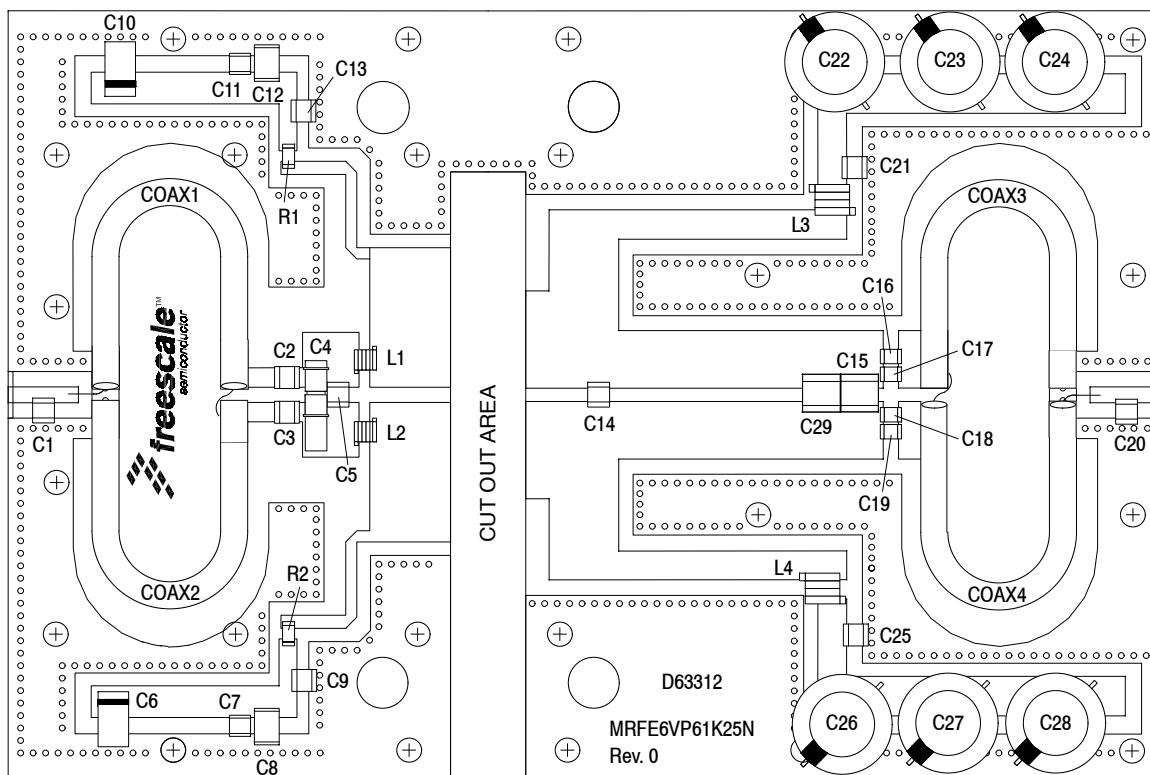 C10
C11
C12
C13
C22
C23
C24
C21
COAX1
R1
L3
COAX3
C16
C17
C2
C4
L1
C15
freescale™
semiconductor
C1
C3
C5
L2
CUT OUT AREA
C14
C29
C18
C19
C20
COAX2
R2
L4
COAX4
C25
C6
C7
C8
C9
D63312
MRFE6VP61K25N
Rev. 0
C26
C27
C28